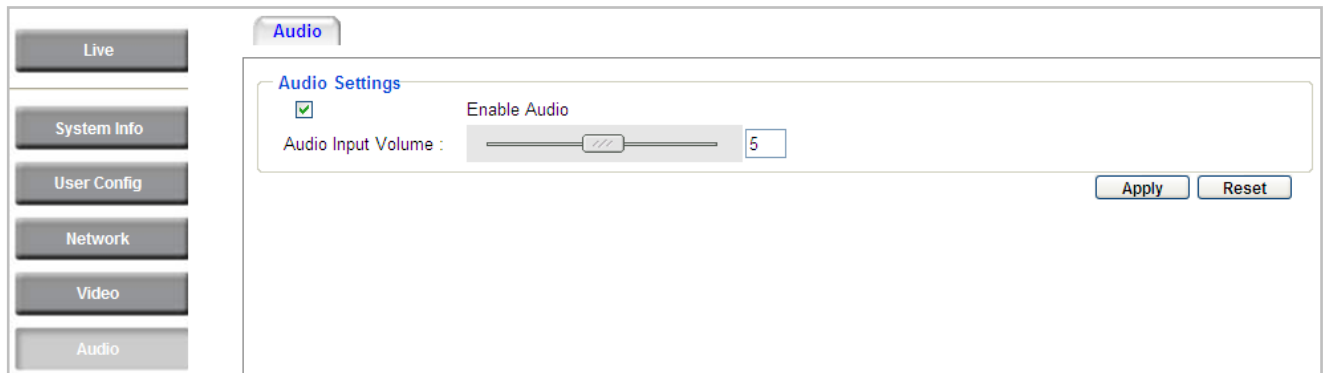 Live
System Info
User Config
Network
Video
Audio
Audio
Audio Settings
Enable Audio
Audio Input Volume : 5
Apply Reset